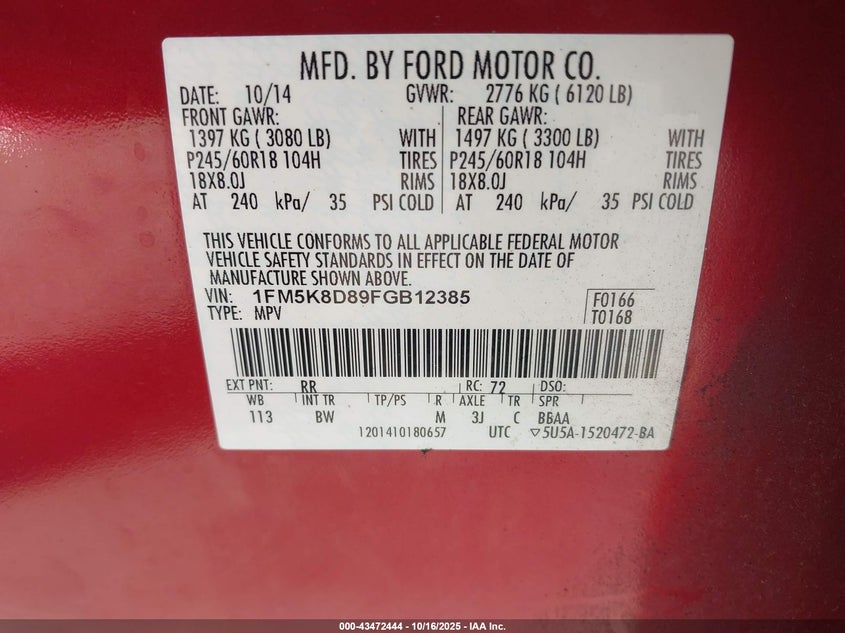 MFD. BY FORD MOTOR CO.
DATE: 10/14 GVWR: 2776 KG ( 6120 LB)
FRONT GAWR: REAR GAWR:
1397 KG ( 3080 LB) WITH 1497 KG ( 3300 LB) WITH
P245/60R18 104H TIRES P245/60R18 104H TIRES
18X8.0J RIMS 18X8.0J RIMS
AT 240 kPa/ 35 PSI COLD AT 240 kPa/ 35 PSI COLD
THIS VEHICLE CONFORMS TO ALL APPLICABLE FEDERAL MOTOR
VEHICLE SAFETY STANDARDS IN EFFECT ON THE DATE OF
MANUFACTURE SHOWN ABOVE.
VIN: 1FM5K8D89FGB12385 F0166
TYPE: MPV T0168
EXT PNT: RR RC: 72 DSO:
WB INT TR TP/PS R AXLE TR SPR
113 BW M 3J C BBAA
1201410180657 UTC ▽5U5A-1520472-BA
000-43472444 - 10/16/2025 - IAA Inc.